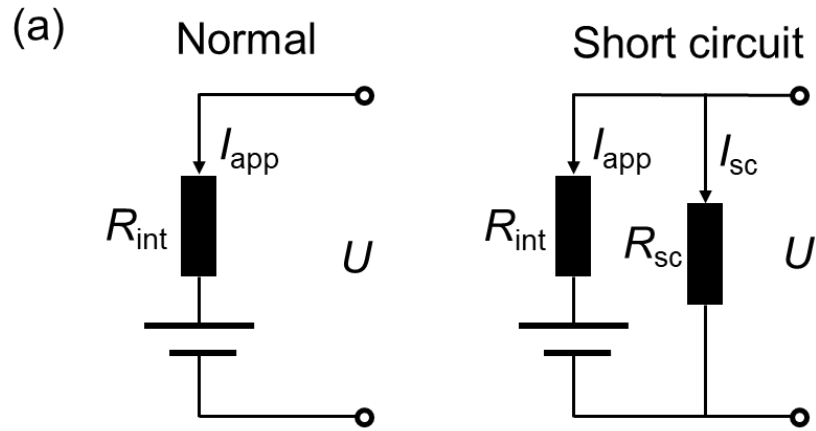 (a)
Normal
Short circuit
I_app
R_int
U
I_app
I_sc
R_int
R_sc
U